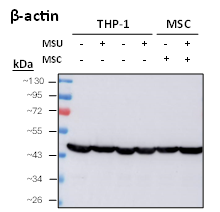 β-actin
THP-1 MSC
MSU - + - + - +
MSC - - - - + +
kDa
~130
~95
~72
~55
~43
~34
~26